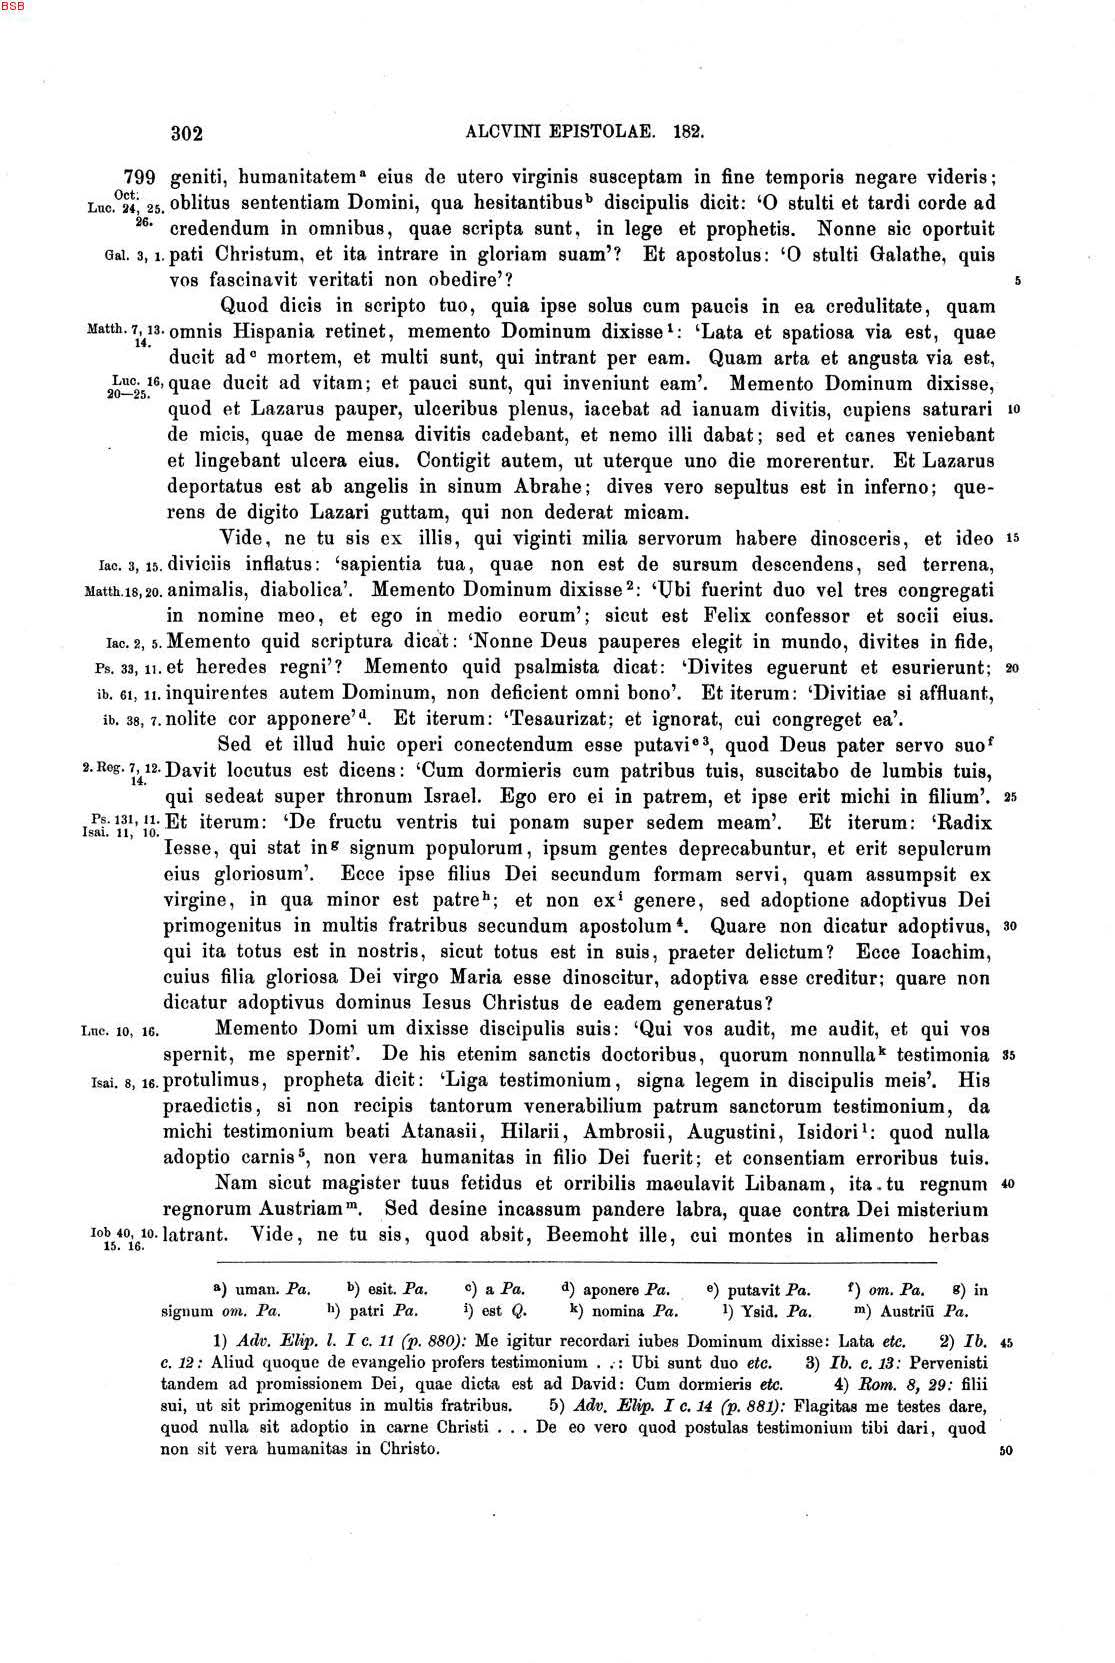 BSB
302 ALCVINI EPISTOLAE. 182.
799 geniti, humanitatemᵃ eius de utero virginis susceptam in fine temporis negare videris;
Oct.
Luc. 24, 25. oblitus sententiam Domini, qua hesitantibusᵇ discipulis dicit: ‘O stulti et tardi corde ad
26. credendum in omnibus, quae scripta sunt, in lege et prophetis. Nonne sic oportuit
Gal. 3, 1. pati Christum, et ita intrare in gloriam suam’? Et apostolus: ‘O stulti Galathe, quis
vos fascinavit veritati non obedire’? 5
Quod dicis in scripto tuo, quia ipse solus cum paucis in ea credulitate, quam
Matth. 7, 13. omnis Hispania retinet, memento Dominum dixisse¹: ‘Lata et spatiosa via est, quae
14. ducit adᶜ mortem, et multi sunt, qui intrant per eam. Quam arta et angusta via est,
Luc. 16, quae ducit ad vitam; et pauci sunt, qui inveniunt eam’. Memento Dominum dixisse,
20—25. quod et Lazarus pauper, ulceribus plenus, iacebat ad ianuam divitis, cupiens saturari 10
de micis, quae de mensa divitis cadebant, et nemo illi dabat; sed et canes veniebant
et lingebant ulcera eius. Contigit autem, ut uterque uno die morerentur. Et Lazarus
deportatus est ab angelis in sinum Abrahe; dives vero sepultus est in inferno; que-
rens de digito Lazari guttam, qui non dederat micam.
Vide, ne tu sis ex illis, qui viginti milia servorum habere dinosceris, et ideo 15
Iac. 3, 15. diviciis inflatus: ‘sapientia tua, quae non est de sursum descendens, sed terrena,
Matth. 18, 20. animalis, diabolica’. Memento Dominum dixisse²: ‘Ubi fuerint duo vel tres congregati
in nomine meo, et ego in medio eorum’; sicut est Felix confessor et socii eius.
Iac. 2, 5. Memento quid scriptura dicat: ‘Nonne Deus pauperes elegit in mundo, divites in fide,
Ps. 33, 11. et heredes regni’? Memento quid psalmista dicat: ‘Divites eguerunt et esurierunt; 20
ib. 61, 11. inquirentes autem Dominum, non deficient omni bono’. Et iterum: ‘Divitiae si affluant,
ib. 38, 7. nolite cor apponere’ᵈ. Et iterum: ‘Tesaurizat; et ignorat, cui congreget ea’.
Sed et illud huic operi conectendum esse putaviᵉ³, quod Deus pater servo suoᶠ
2. Reg. 7, 12. Davit locutus est dicens: ‘Cum dormieris cum patribus tuis, suscitabo de lumbis tuis,
14. qui sedeat super thronum Israel. Ego ero ei in patrem, et ipse erit michi in filium’. 25
Ps. 131, 11. Et iterum: ‘De fructu ventris tui ponam super sedem meam’. Et iterum: ‘Radix
Isai. 11, 10. Iesse, qui stat inᵍ signum populorum, ipsum gentes deprecabuntur, et erit sepulcrum
eius gloriosum’. Ecce ipse filius Dei secundum formam servi, quam assumpsit ex
virgine, in qua minor est patreʰ; et non exⁱ genere, sed adoptione adoptivus Dei
primogenitus in multis fratribus secundum apostolum⁴. Quare non dicatur adoptivus, 30
qui ita totus est in nostris, sicut totus est in suis, praeter delictum? Ecce Ioachim,
cuius filia gloriosa Dei virgo Maria esse dinoscitur, adoptiva esse creditur; quare non
dicatur adoptivus dominus Iesus Christus de eadem generatus?
Luc. 10, 16. Memento Domi um dixisse discipulis suis: ‘Qui vos audit, me audit, et qui vos
spernit, me spernit’. De his etenim sanctis doctoribus, quorum nonnullaᵏ testimonia 35
Isai. 8, 16. protulimus, propheta dicit: ‘Liga testimonium, signa legem in discipulis meis’. His
praedictis, si non recipis tantorum venerabilium patrum sanctorum testimonium, da
michi testimonium beati Atanasii, Hilarii, Ambrosii, Augustini, Isidoriˡ: quod nulla
adoptio carnis⁵, non vera humanitas in filio Dei fuerit; et consentiam erroribus tuis.
Nam sicut magister tuus fetidus et orribilis maculavit Libanam, ita tu regnum 40
regnorum Austriamᵐ. Sed desine incassum pandere labra, quae contra Dei misterium
Iob 40, 10. latrant. Vide, ne tu sis, quod absit, Beemoht ille, cui montes in alimento herbas
15. 16.
a) uman. Pa. b) esit. Pa. c) a Pa. d) aponere Pa. e) putavit Pa. f) om. Pa. g) in
signum om. Pa. h) patri Pa. i) est Q. k) nomina Pa. l) Ysid. Pa. m) Austriū Pa.
1) Adv. Elip. l. I c. 11 (p. 880): Me igitur recordari iubes Dominum dixisse: Lata etc. 2) Ib. 45
c. 12: Aliud quoque de evangelio profers testimonium . .: Ubi sunt duo etc. 3) Ib. c. 13: Pervenisti
tandem ad promissionem Dei, quae dicta est ad David: Cum dormieris etc. 4) Rom. 8, 29: filii
sui, ut sit primogenitus in multis fratribus. 5) Adv. Elip. I c. 14 (p. 881): Flagitas me testes dare,
quod nulla sit adoptio in carne Christi . . . De eo vero quod postulas testimonium tibi dari, quod
non sit vera humanitas in Christo. 50